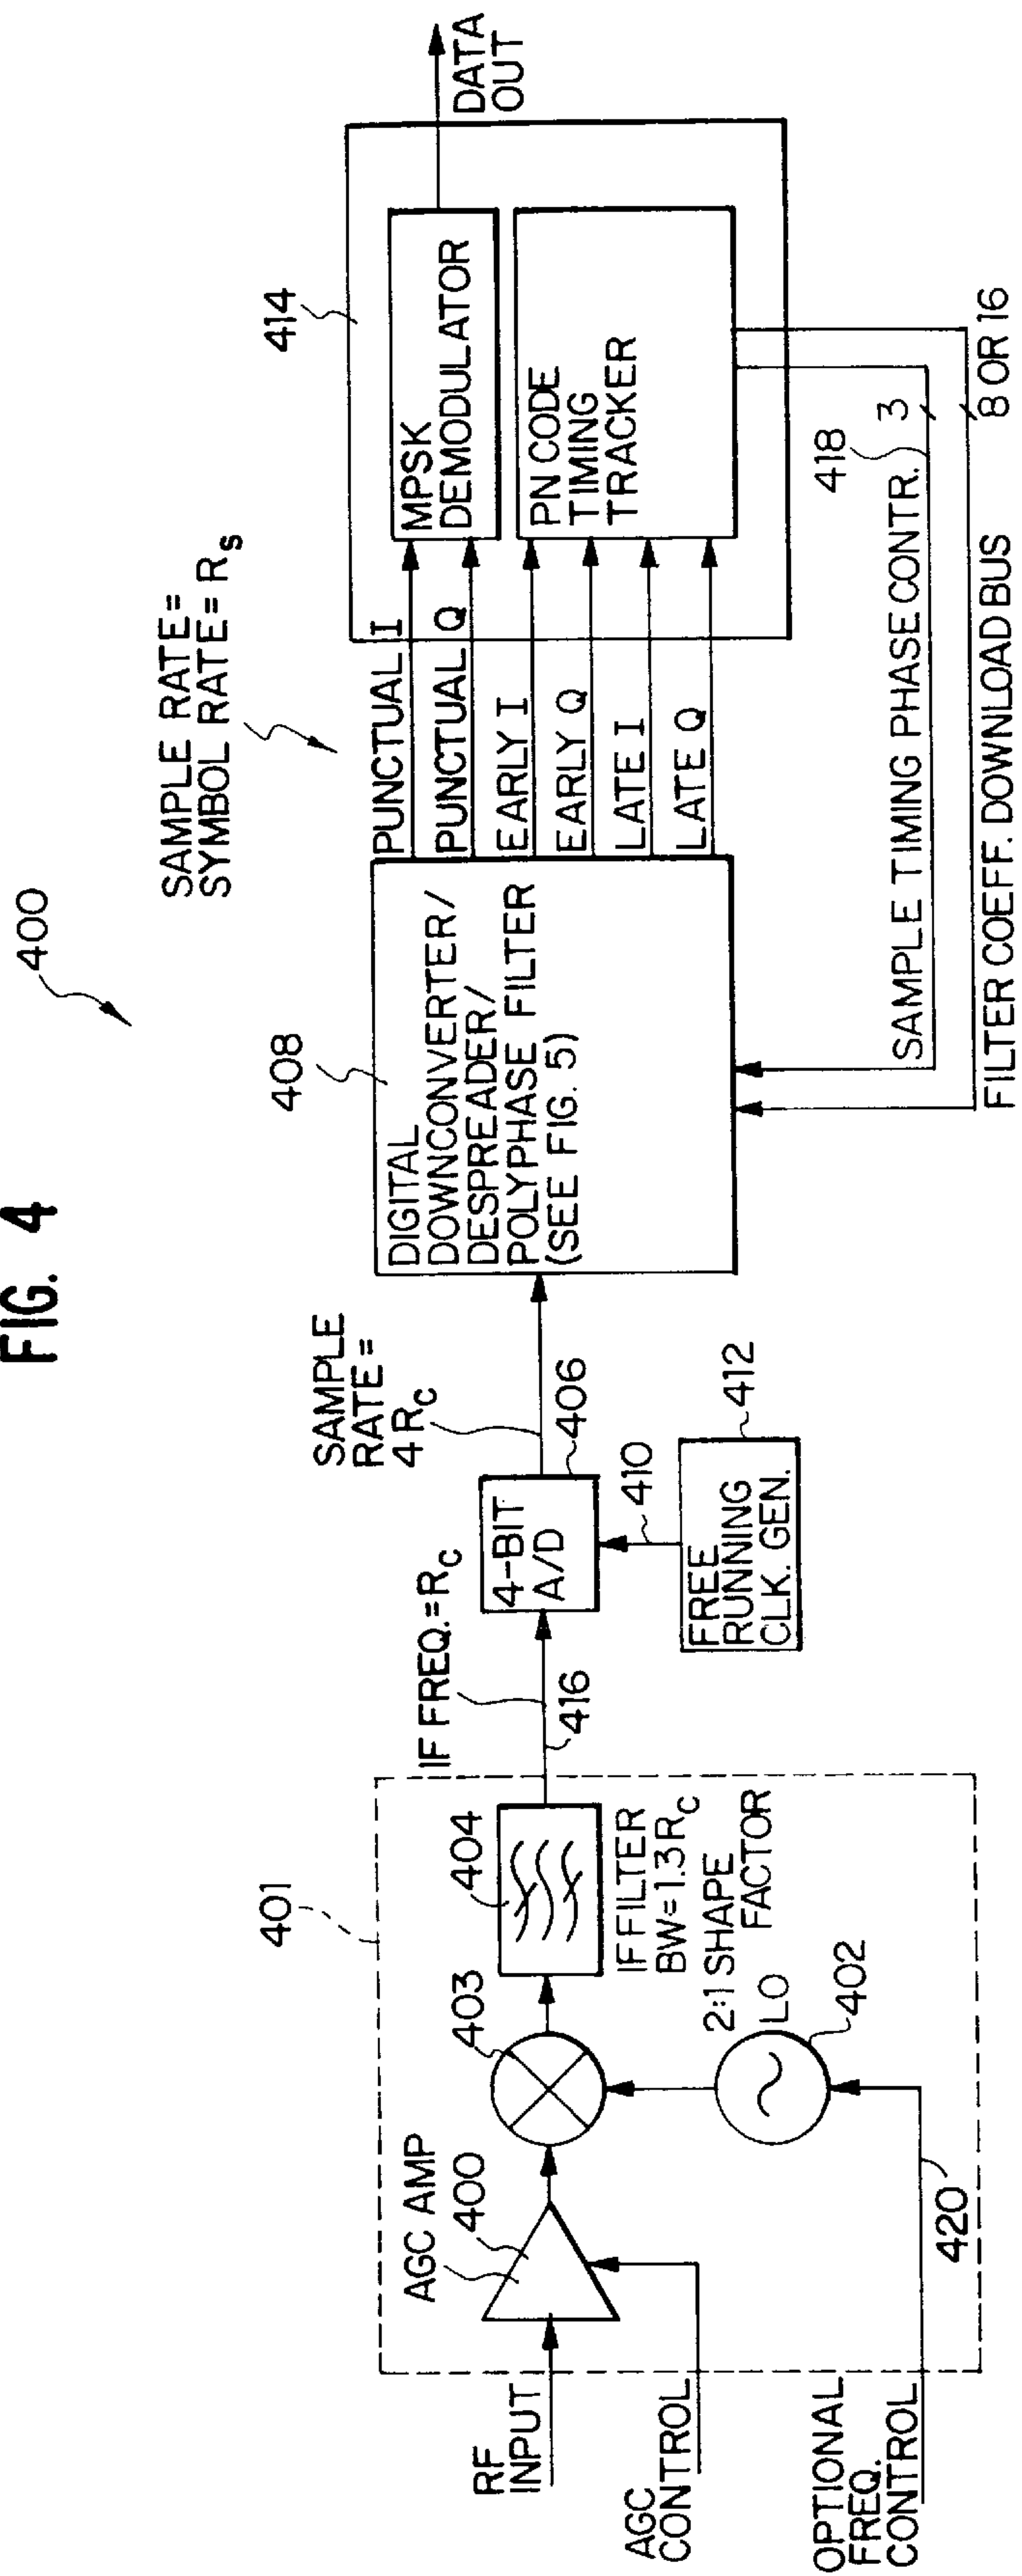 FIG. 4
400
RF
INPUT
AGC
CONTROL
OPTIONAL
FREQ.
CONTROL
420
401
AGC AMP
400
403
404
LO
402
IF FILTER
BW=1.3 Rc
2:1 SHAPE
FACTOR
IF FREQ.=Rc
416
4-BIT
A/D
406
410
FREE
RUNNING
CLK. GEN.
412
SAMPLE
RATE=
4 Rc
408
DIGITAL
DOWNCONVERTER/
DESPREADER/
POLYPHASE FILTER
(SEE FIG. 5)
SAMPLE RATE=
SYMBOL RATE= Rs
PUNCTUAL I
PUNCTUAL Q
EARLY I
EARLY Q
LATE I
LATE Q
414
MPSK
DEMODULATOR
PN CODE
TIMING
TRACKER
DATA
OUT
SAMPLE TIMING PHASE CONTR.
418
3
FILTER COEFF. DOWNLOAD BUS
8 OR 16